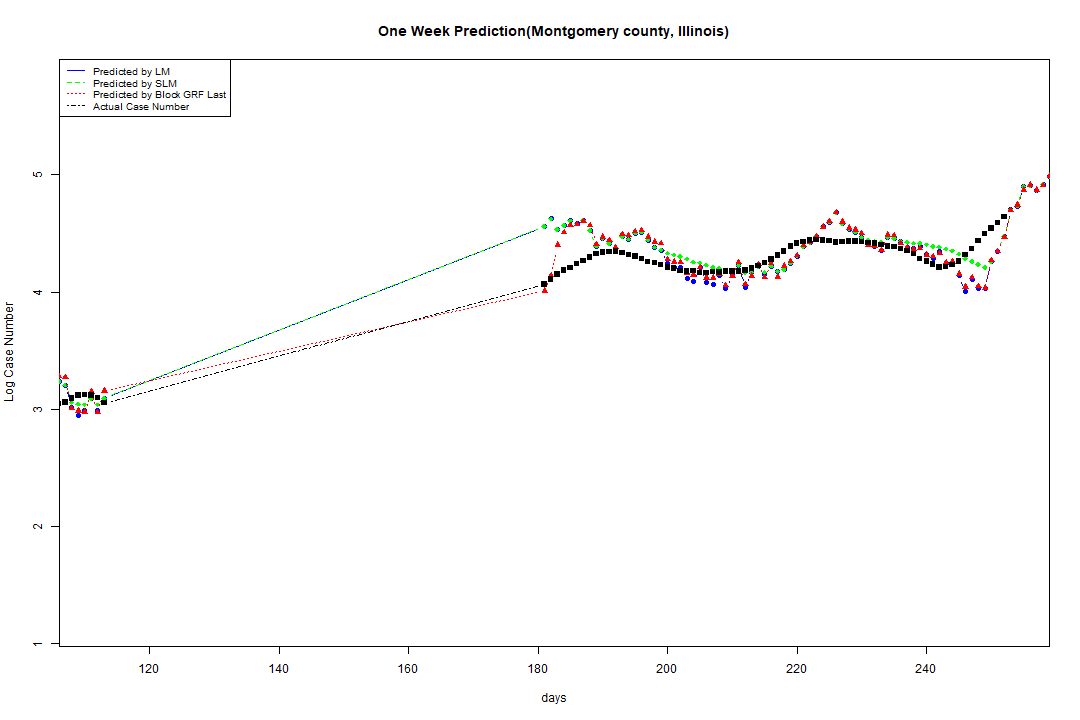 One Week Prediction(Montgomery county, Illinois)
Predicted by LM
Predicted by SLM
Predicted by Block GRF Last
Actual Case Number
5
4
3
2
1
Log Case Number
120 140 160 180 200 220 240
days